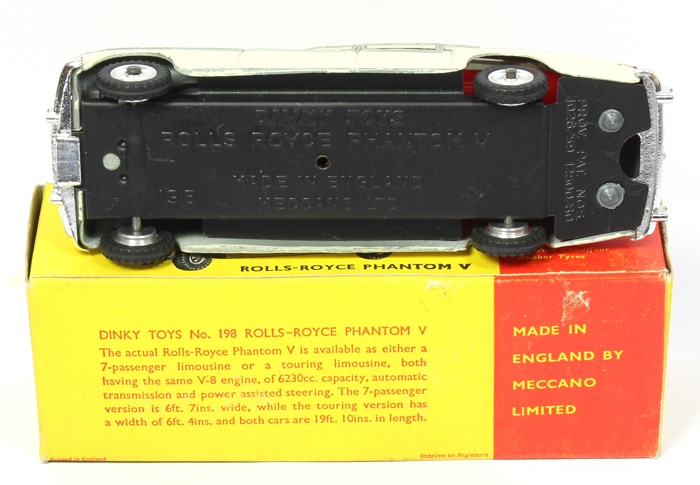 DINKY TOYS
ROLLS ROYCE PHANTOM V
MADE IN ENGLAND
198
MECCANO LTD
PROV. PAT. NOS.
ROLLS-ROYCE PHANTOM V
Rubber Tyres
DINKY TOYS No. 198 ROLLS-ROYCE PHANTOM V
The actual Rolls-Royce Phantom V is available as either a
7-passenger limousine or a touring limousine, both
having the same V-8 engine, of 6230cc. capacity, automatic
transmission and power assisted steering. The 7-passenger
version is 6ft. 7ins. wide, while the touring version has
a width of 6ft. 4ins. and both cars are 19ft. 10ins. in length.
MADE IN
ENGLAND BY
MECCANO
LIMITED
Printed in England
Imprimé en Angleterre